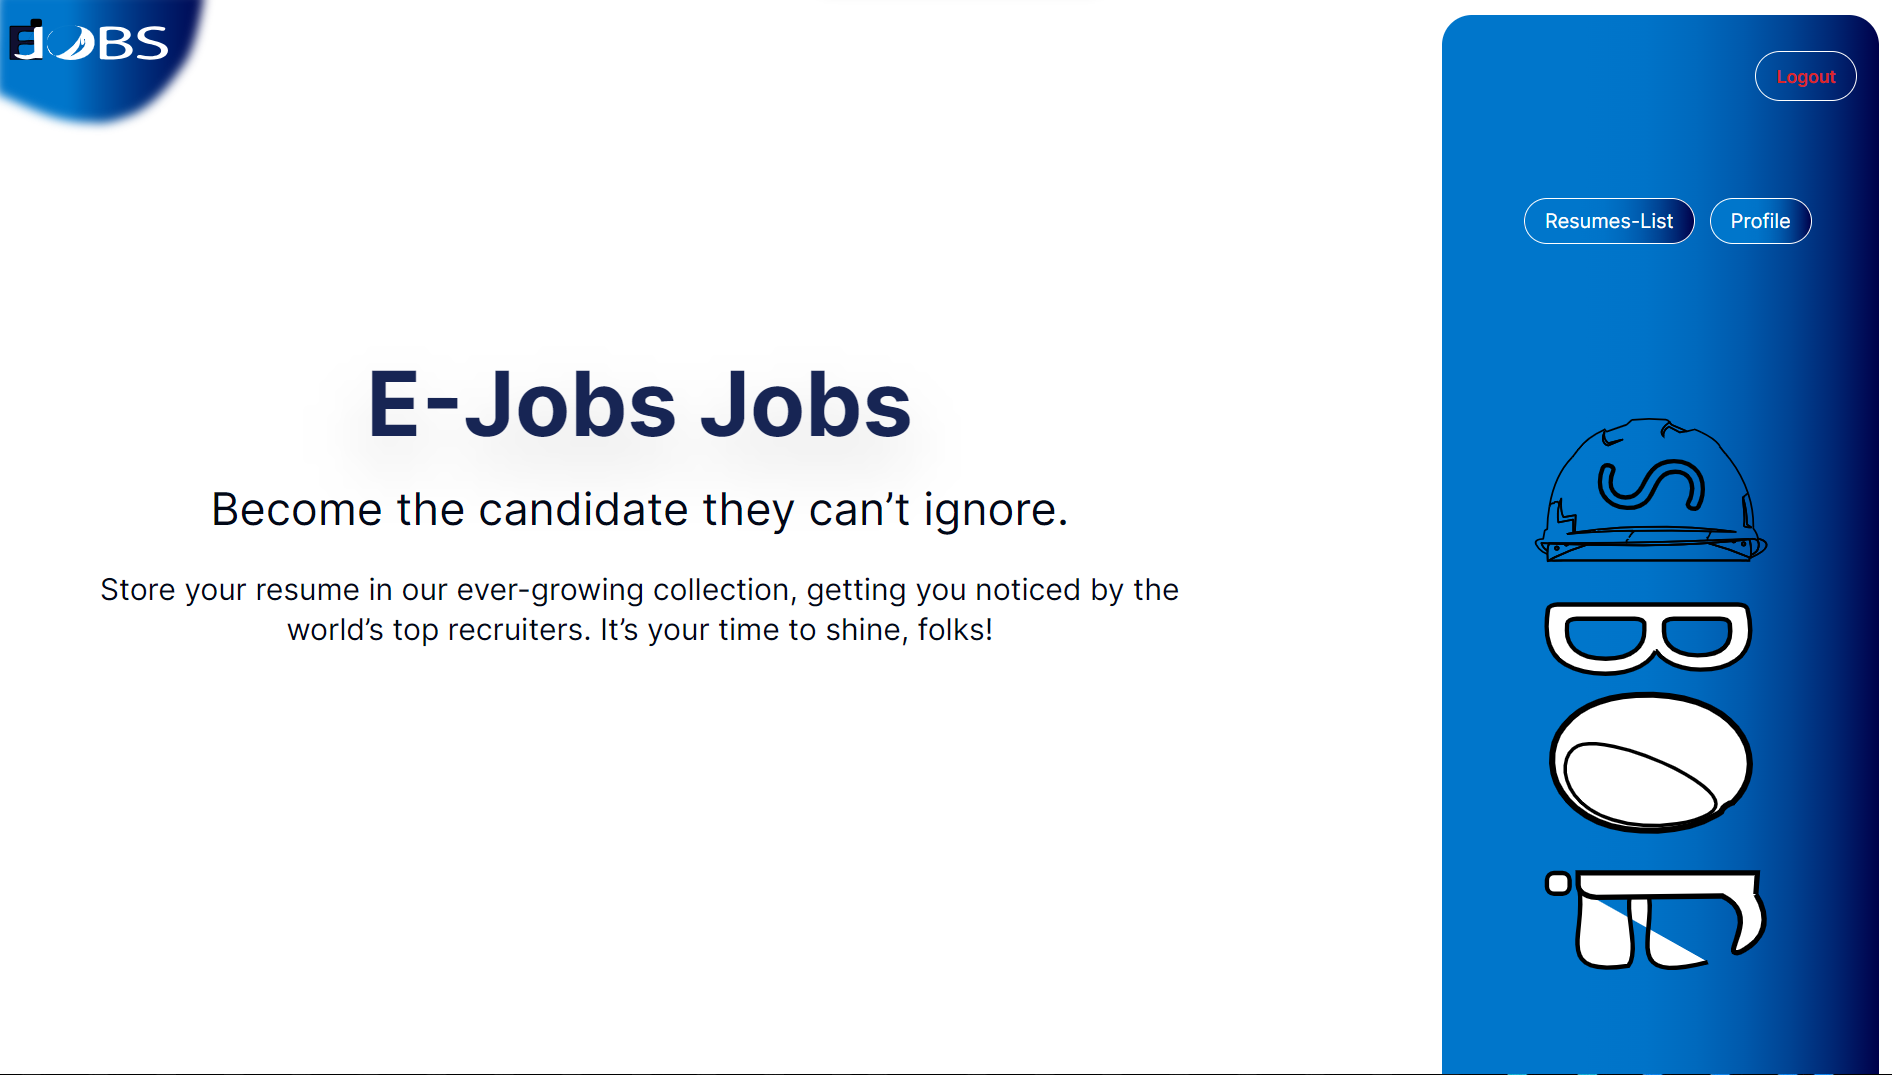 EJOBS
Logout
Resumes-List
Profile
E-Jobs Jobs
Become the candidate they can’t ignore.
Store your resume in our ever-growing collection, getting you noticed by the
world’s top recruiters. It’s your time to shine, folks!
S
B
O
J